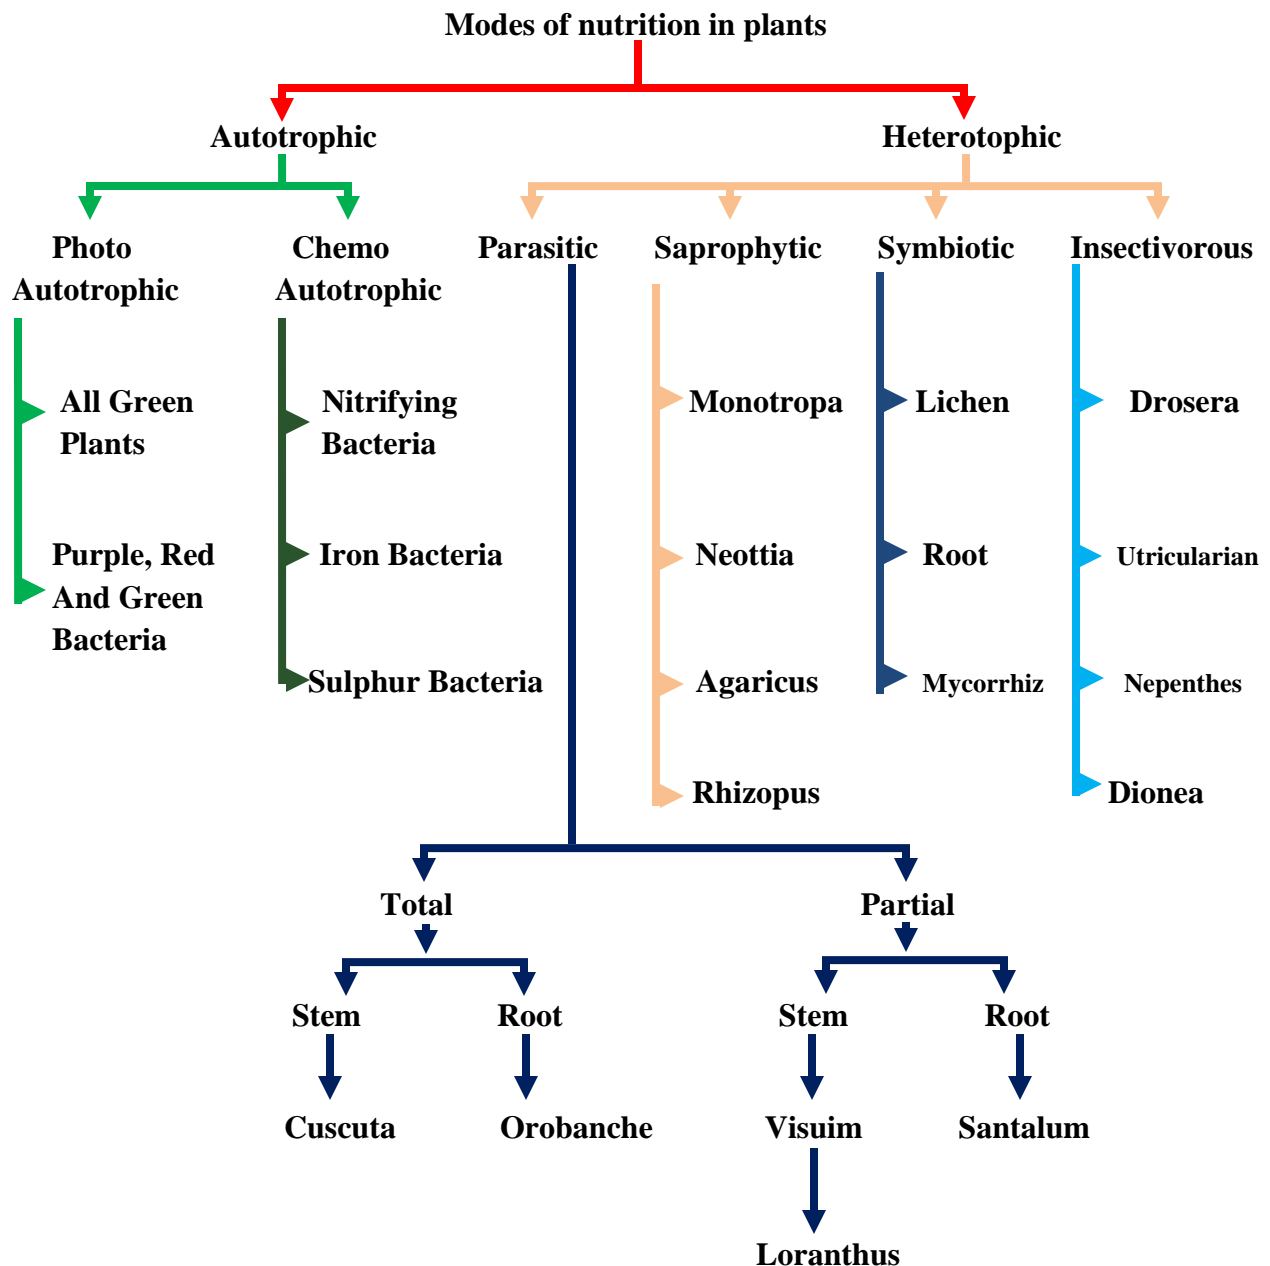 Modes of nutrition in plants
Autotrophic
Heterotophic
Photo
Autotrophic
Chemo
Autotrophic
Parasitic
Saprophytic
Symbiotic
Insectivorous
All Green
Plants
Purple, Red
And Green
Bacteria
Nitrifying
Bacteria
Iron Bacteria
Sulphur Bacteria
Monotropa
Neottia
Agaricus
Rhizopus
Lichen
Root
Mycorrhiz
Drosera
Utricularian
Nepenthes
Dionea
Total
Partial
Stem
Root
Stem
Root
Cuscuta
Orobanche
Visuim
Santalum
Loranthus